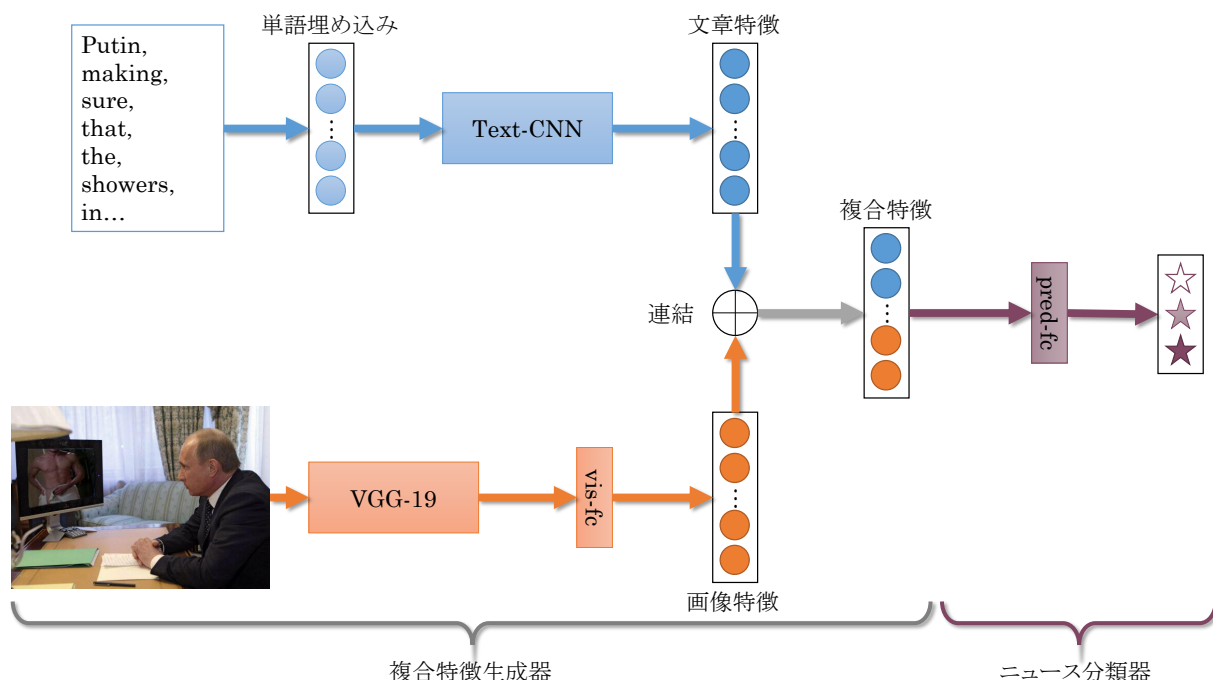 単語埋め込み
文章特徴
Putin,
making,
sure,
that,
the,
showers,
in…
Text-CNN
複合特徴
連結
pred-fc
VGG-19
vis-fc
画像特徴
複合特徴生成器
ニュース分類器